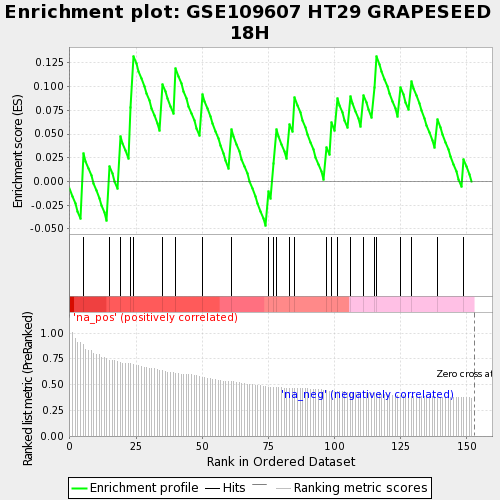 Enrichment plot: GSE109607 HT29 GRAPESEED
18H
Enrichment score (ES)
0.125
0.100
0.075
0.050
0.025
0.000
-0.025
-0.050
'na_pos' (positively correlated)
Ranked list metric (PreRanked)
1.00
0.75
0.50
0.25
0.00
Zero cross at
'na_neg' (negatively correlated)
0
25
50
75
100
125
150
Rank in Ordered Dataset
Enrichment profile
Hits
Ranking metric scores